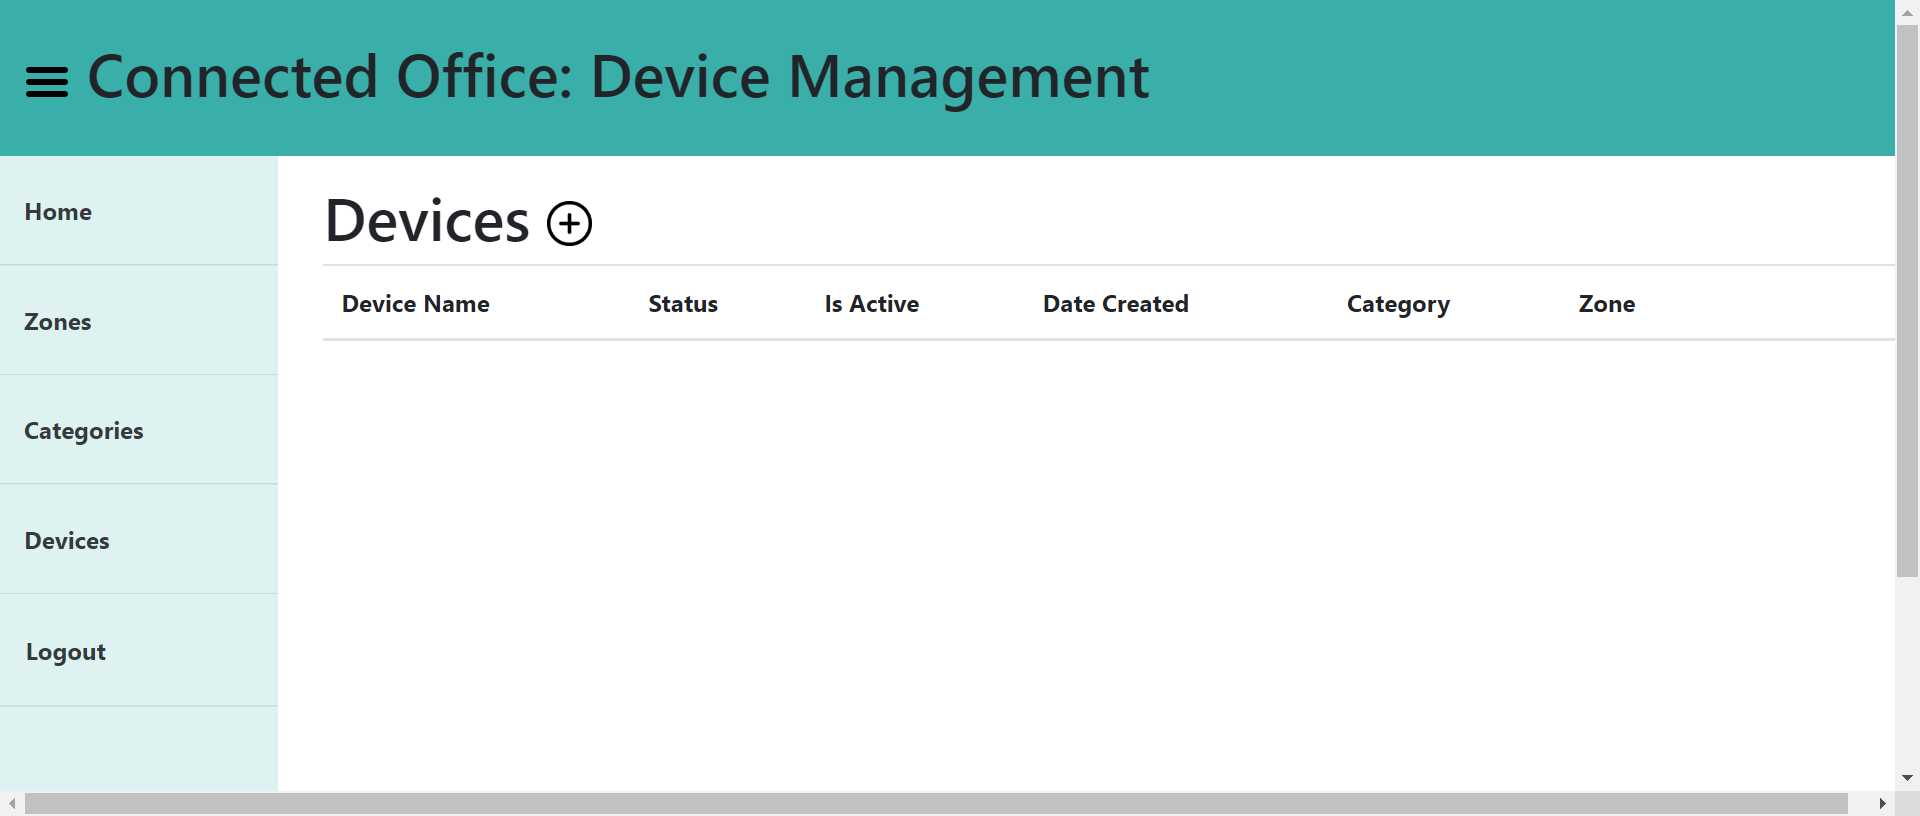 Connected Office: Device Management
Home
Zones
Categories
Devices
Logout
Devices
Device Name Status Is Active Date Created Category Zone